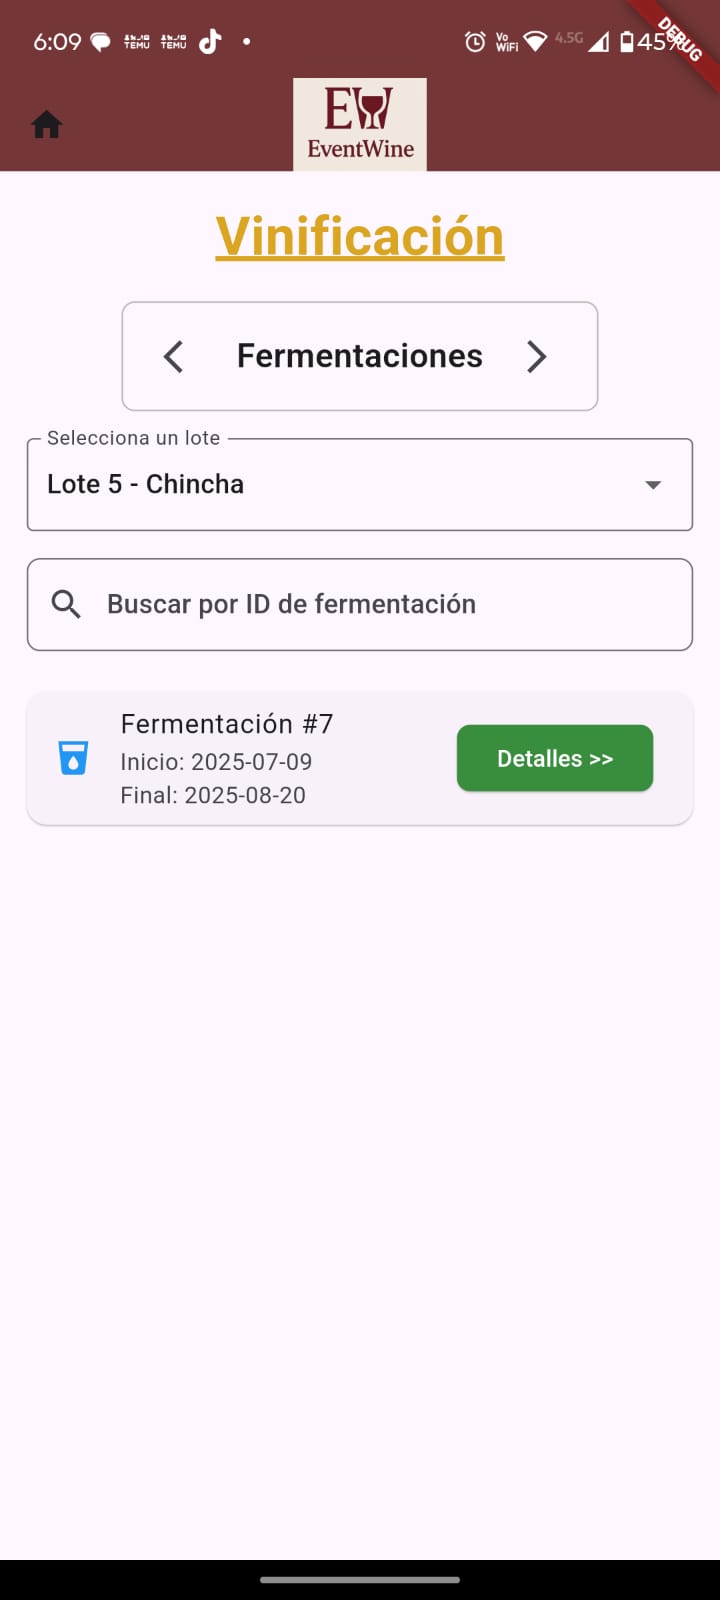 6:09 TEMU TEMU Vo WiFi 4.5G 45%
DEBUG
EW
EventWine
Vinificación
Fermentaciones
Selecciona un lote
Lote 5 - Chincha
Buscar por ID de fermentación
Fermentación #7
Inicio: 2025-07-09
Final: 2025-08-20
Detalles >>